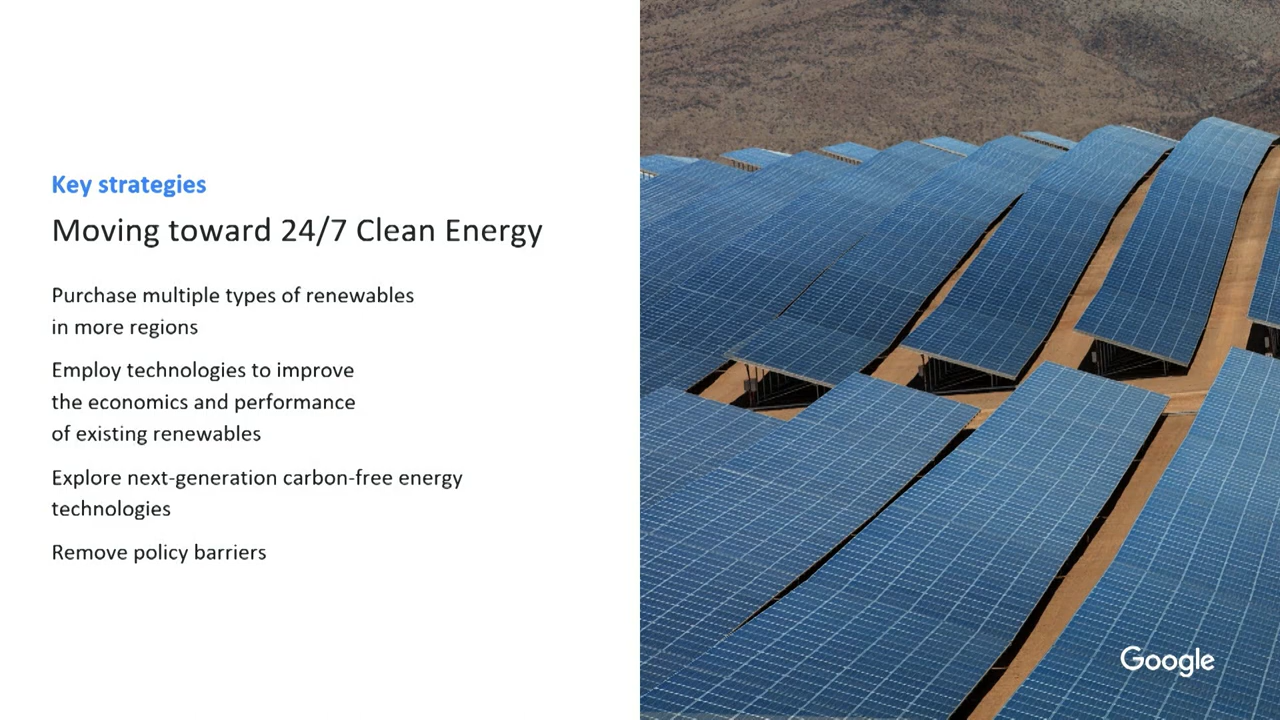 Key strategies
Moving toward 24/7 Clean Energy
Purchase multiple types of renewables
in more regions
Employ technologies to improve
the economics and performance
of existing renewables
Explore next-generation carbon-free energy
technologies
Remove policy barriers
Google